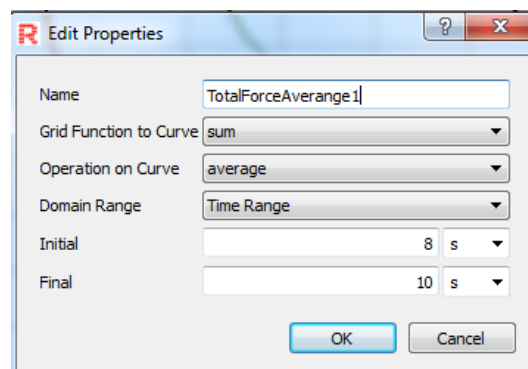 R Edit Properties ? X
Name TotalForceAverange1
Grid Function to Curve sum
Operation on Curve average
Domain Range Time Range
Initial 8 s
Final 10 s
OK Cancel